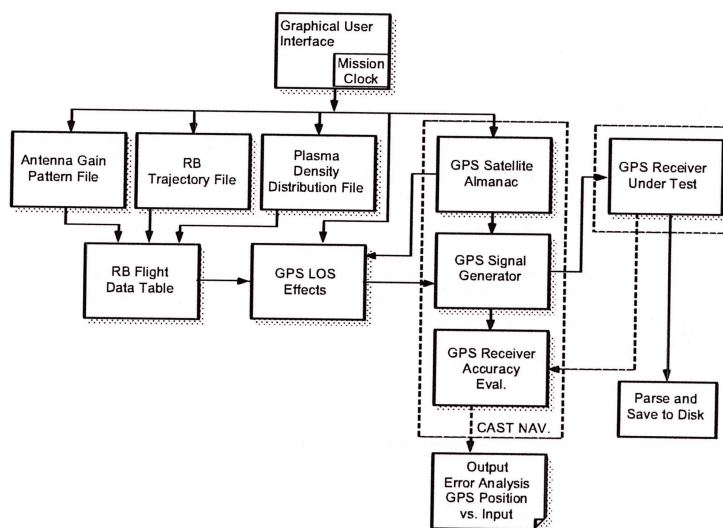 Graphical User
Interface
Mission
Clock
Antenna Gain
Pattern File
RB
Trajectory File
Plasma
Density
Distribution File
GPS Satellite
Almanac
GPS Receiver
Under Test
RB Flight
Data Table
GPS LOS
Effects
GPS Signal
Generator
GPS Receiver
Accuracy
Eval.
Parse and
Save to Disk
CAST NAV.
Output
Error Analysis
GPS Position
vs. Input